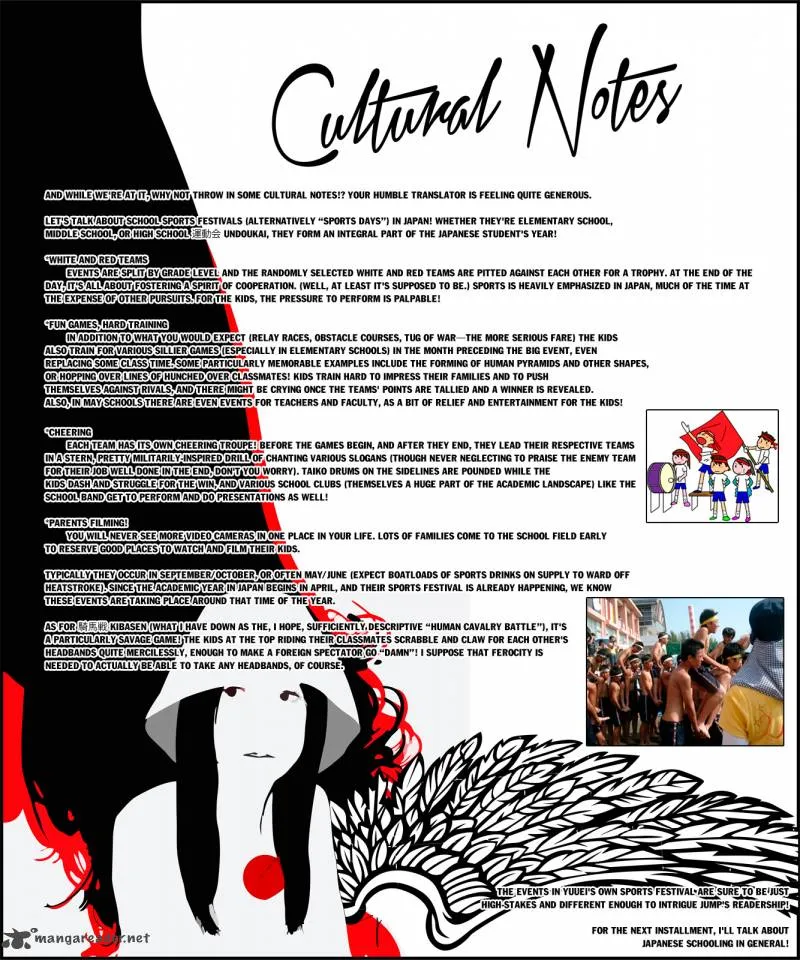 Cultural Notes
AND WHILE WE'RE AT IT, WHY NOT THROW IN SOME CULTURAL NOTES!? YOUR HUMBLE TRANSLATOR IS FEELING QUITE GENEROUS.
LET'S TALK ABOUT SCHOOL SPORTS FESTIVALS (ALTERNATIVELY "SPORTS DAYS") IN JAPAN! WHETHER THEY'RE ELEMENTARY SCHOOL,
MIDDLE SCHOOL, OR HIGH SCHOOL 運動会 UNDOUKAI, THEY FORM AN INTEGRAL PART OF THE JAPANESE STUDENT'S YEAR!
*WHITE AND RED TEAMS
EVENTS ARE SPLIT BY GRADE LEVEL AND THE RANDOMLY SELECTED WHITE AND RED TEAMS ARE PITTED AGAINST EACH OTHER FOR A TROPHY. AT THE END OF THE
DAY, IT'S ALL ABOUT FOSTERING A SPIRIT OF COOPERATION. (WELL, AT LEAST IT'S SUPPOSED TO BE.) SPORTS IS HEAVILY EMPHASIZED IN JAPAN, MUCH OF THE TIME AT
THE EXPENSE OF OTHER PURSUITS. FOR THE KIDS, THE PRESSURE TO PERFORM IS PALPABLE!
*FUN GAMES, HARD TRAINING
IN ADDITION TO WHAT YOU WOULD EXPECT (RELAY RACES, OBSTACLE COURSES, TUG OF WAR—THE MORE SERIOUS FARE) THE KIDS
ALSO TRAIN FOR VARIOUS SILLIER GAMES (ESPECIALLY IN ELEMENTARY SCHOOLS) IN THE MONTH PRECEDING THE BIG EVENT, EVEN
REPLACING SOME CLASS TIME. SOME PARTICULARLY MEMORABLE EXAMPLES INCLUDE THE FORMING OF HUMAN PYRAMIDS AND OTHER SHAPES,
OR HOPPING OVER LINES OF HUNCHED OVER CLASSMATES! KIDS TRAIN HARD TO IMPRESS THEIR FAMILIES AND TO PUSH
THEMSELVES AGAINST RIVALS, AND THERE MIGHT BE CRYING ONCE THE TEAMS' POINTS ARE TALLIED AND A WINNER IS REVEALED.
ALSO, IN MAY SCHOOLS THERE ARE EVEN EVENTS FOR TEACHERS AND FACULTY, AS A BIT OF RELIEF AND ENTERTAINMENT FOR THE KIDS!
*CHEERING
EACH TEAM HAS ITS OWN CHEERING TROUPE! BEFORE THE GAMES BEGIN, AND AFTER THEY END, THEY LEAD THEIR RESPECTIVE TEAMS
IN A STERN, PRETTY MILITARILY-INSPIRED DRILL OF CHANTING VARIOUS SLOGANS (THOUGH NEVER NEGLECTING TO PRAISE THE ENEMY TEAM
FOR THEIR JOB WELL DONE IN THE END, DON'T YOU WORRY). TAIKO DRUMS ON THE SIDELINES ARE POUNDED WHILE THE
KIDS DASH AND STRUGGLE FOR THE WIN, AND VARIOUS SCHOOL CLUBS (THEMSELVES A HUGE PART OF THE ACADEMIC LANDSCAPE) LIKE THE
SCHOOL BAND GET TO PERFORM AND DO PRESENTATIONS AS WELL!
*PARENTS FILMING!
YOU WILL NEVER SEE MORE VIDEO CAMERAS IN ONE PLACE IN YOUR LIFE. LOTS OF FAMILIES COME TO THE SCHOOL FIELD EARLY
TO RESERVE GOOD PLACES TO WATCH AND FILM THEIR KIDS.
TYPICALLY THEY OCCUR IN SEPTEMBER/OCTOBER, OR OFTEN MAY/JUNE (EXPECT BOATLOADS OF SPORTS DRINKS ON SUPPLY TO WARD OFF
HEATSTROKE). SINCE THE ACADEMIC YEAR IN JAPAN BEGINS IN APRIL, AND THEIR SPORTS FESTIVAL IS ALREADY HAPPENING, WE KNOW
THESE EVENTS ARE TAKING PLACE AROUND THAT TIME OF THE YEAR.
AS FOR 騎馬戦 KIBASEN (WHAT I HAVE DOWN AS THE, I HOPE, SUFFICIENTLY DESCRIPTIVE "HUMAN CAVALRY BATTLE"), IT'S
A PARTICULARLY SAVAGE GAME! THE KIDS AT THE TOP RIDING THEIR CLASSMATES SCRABBLE AND CLAW FOR EACH OTHER'S
HEADBANDS QUITE MERCILESSLY, ENOUGH TO MAKE A FOREIGN SPECTATOR GO "DAMN"! I SUPPOSE THAT FEROCITY IS
NEEDED TO ACTUALLY BE ABLE TO TAKE ANY HEADBANDS, OF COURSE.
THE EVENTS IN YUUEI'S OWN SPORTS FESTIVAL ARE SURE TO BE JUST
HIGH-STAKES AND DIFFERENT ENOUGH TO INTRIGUE JUMP'S READERSHIP!
FOR THE NEXT INSTALLMENT, I'LL TALK ABOUT
JAPANESE SCHOOLING IN GENERAL!
mangareader.net